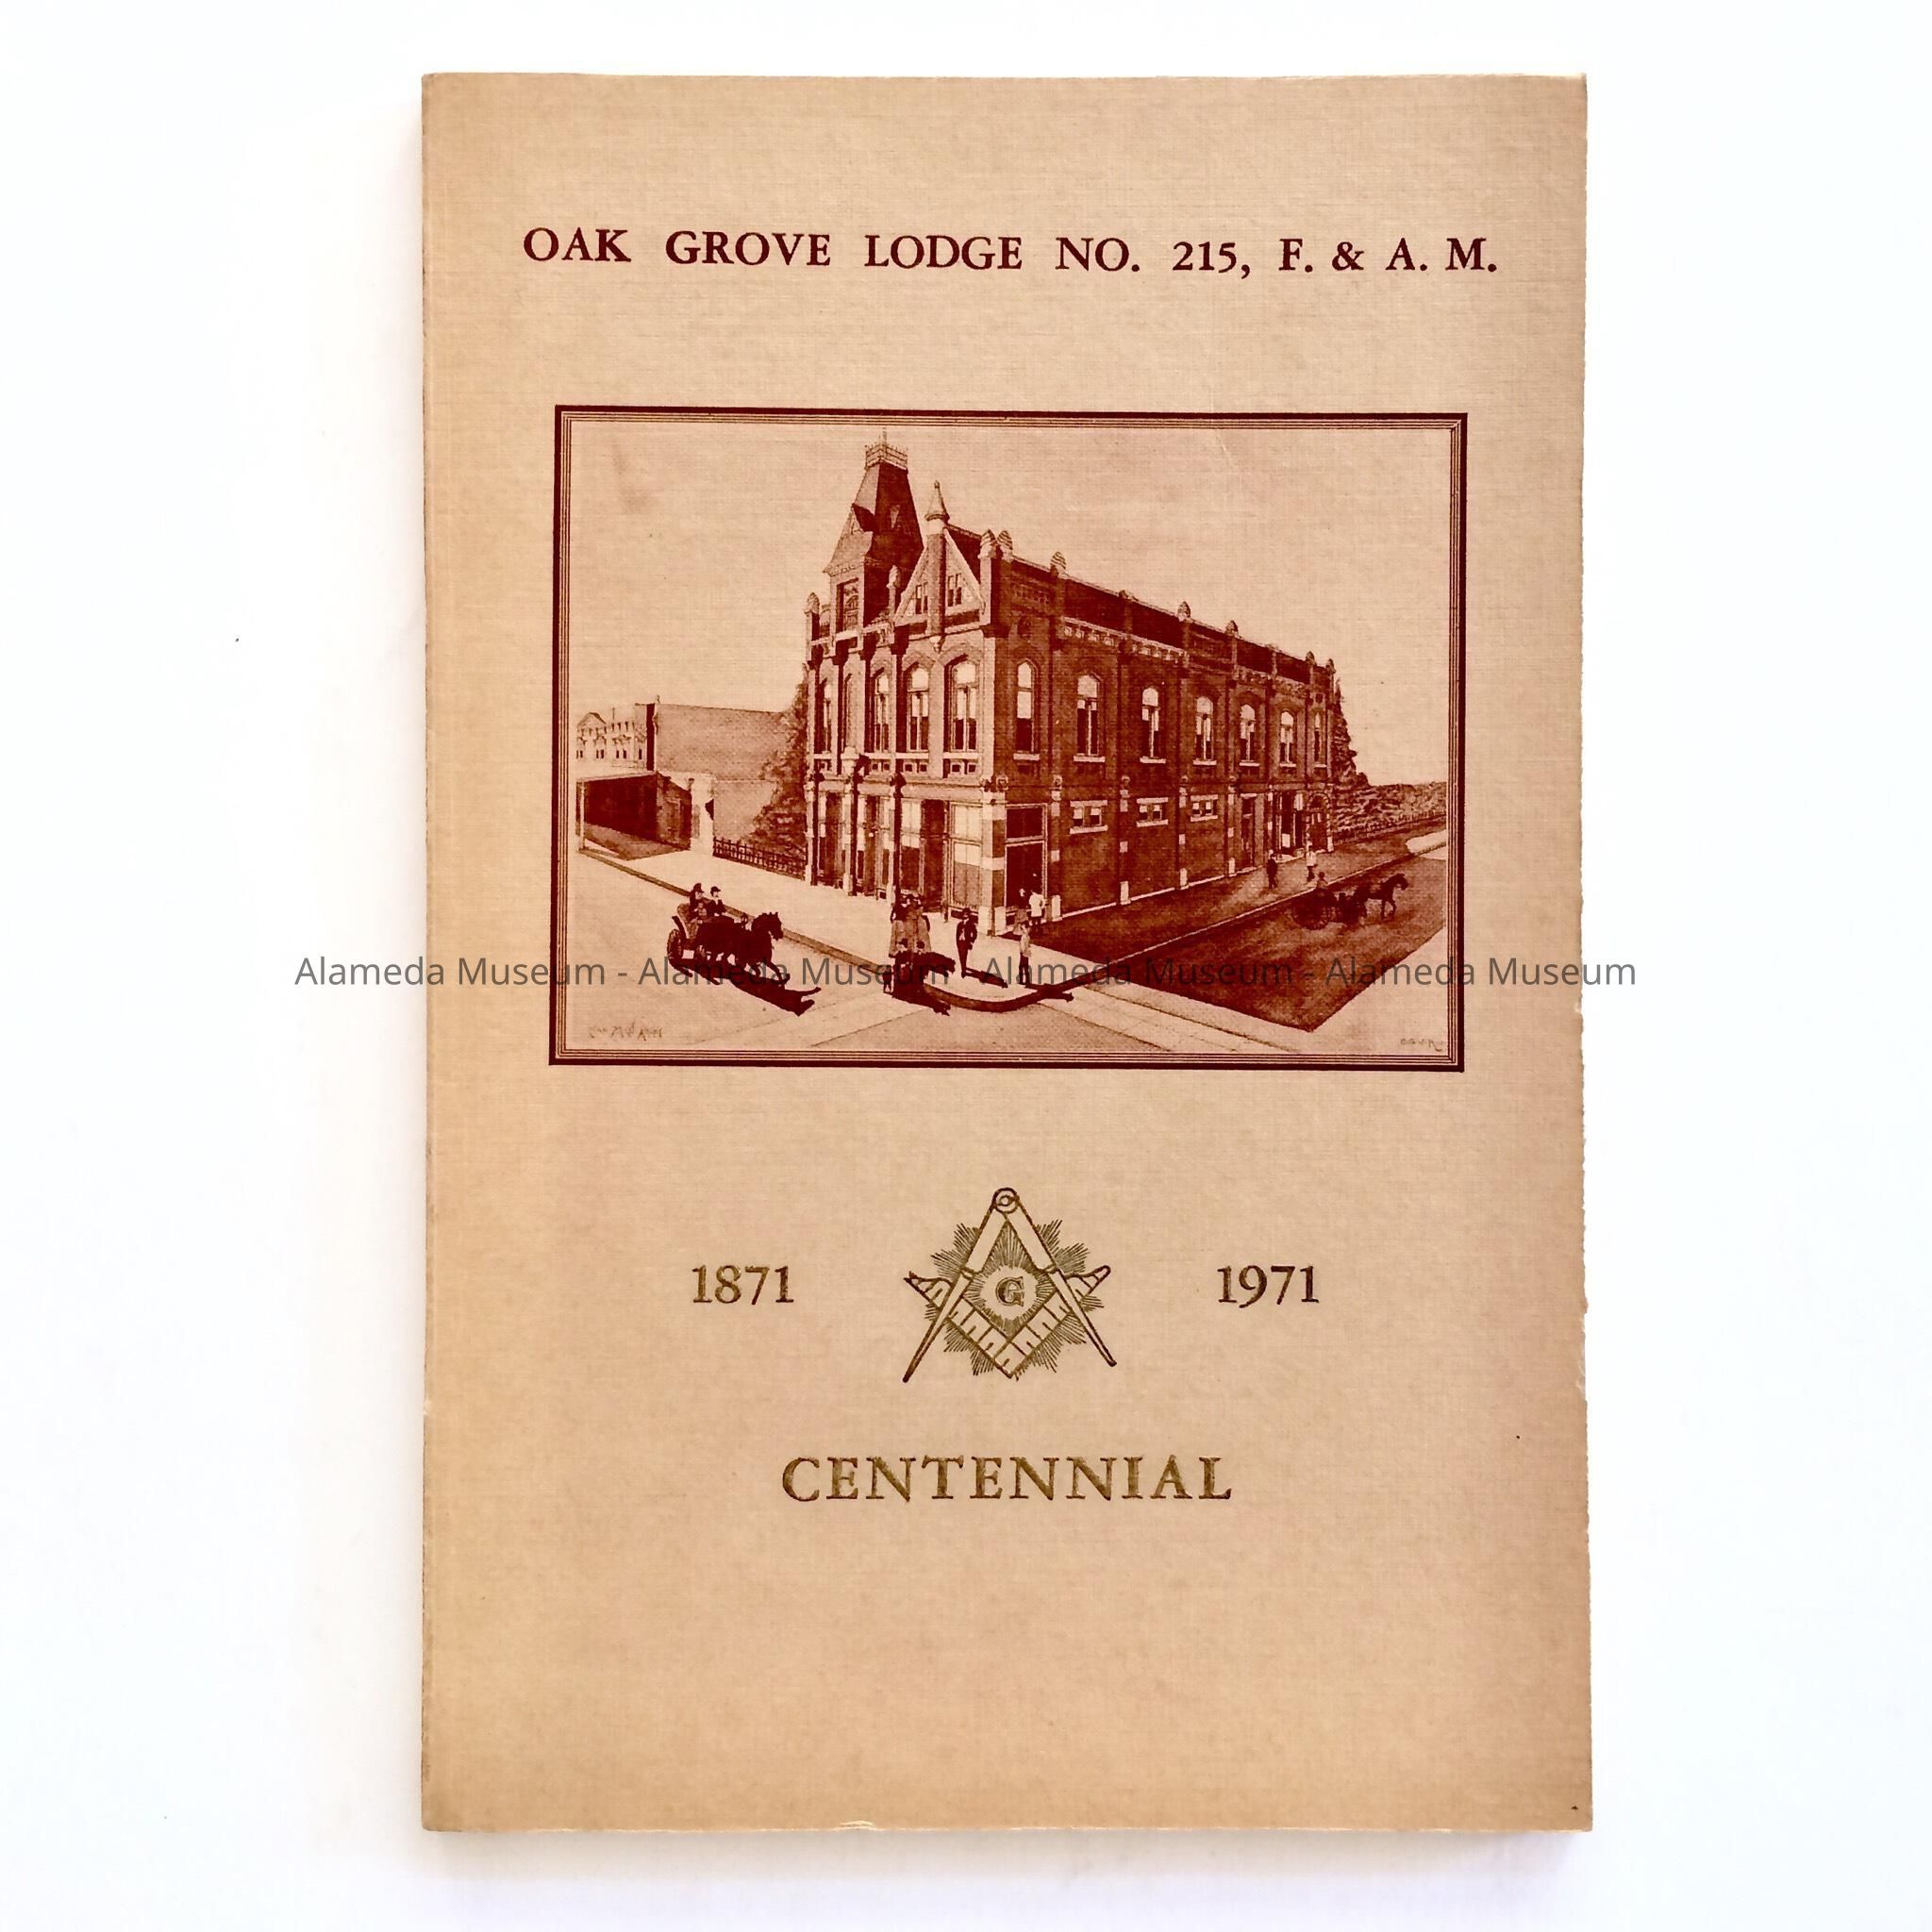 OAK GROVE LODGE NO. 215, F. & A. M.
Alameda Museum - Alameda Museum - Alameda Museum - Alameda Museum
1871 G 1971
CENTENNIAL